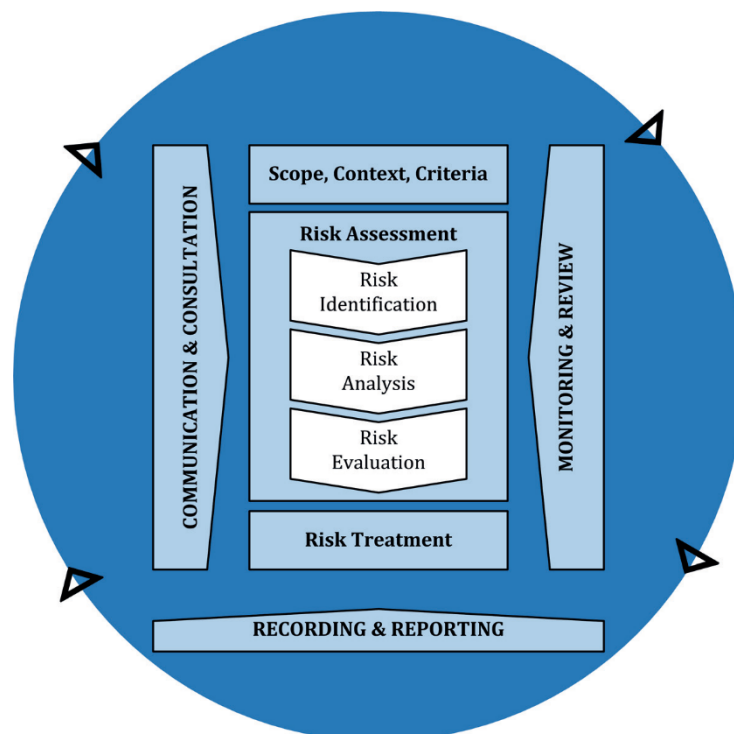 Scope, Context, Criteria
Risk Assessment
Risk
Identification
Risk
Analysis
Risk
Evaluation
Risk Treatment
COMMUNICATION & CONSULTATION
MONITORING & REVIEW
RECORDING & REPORTING